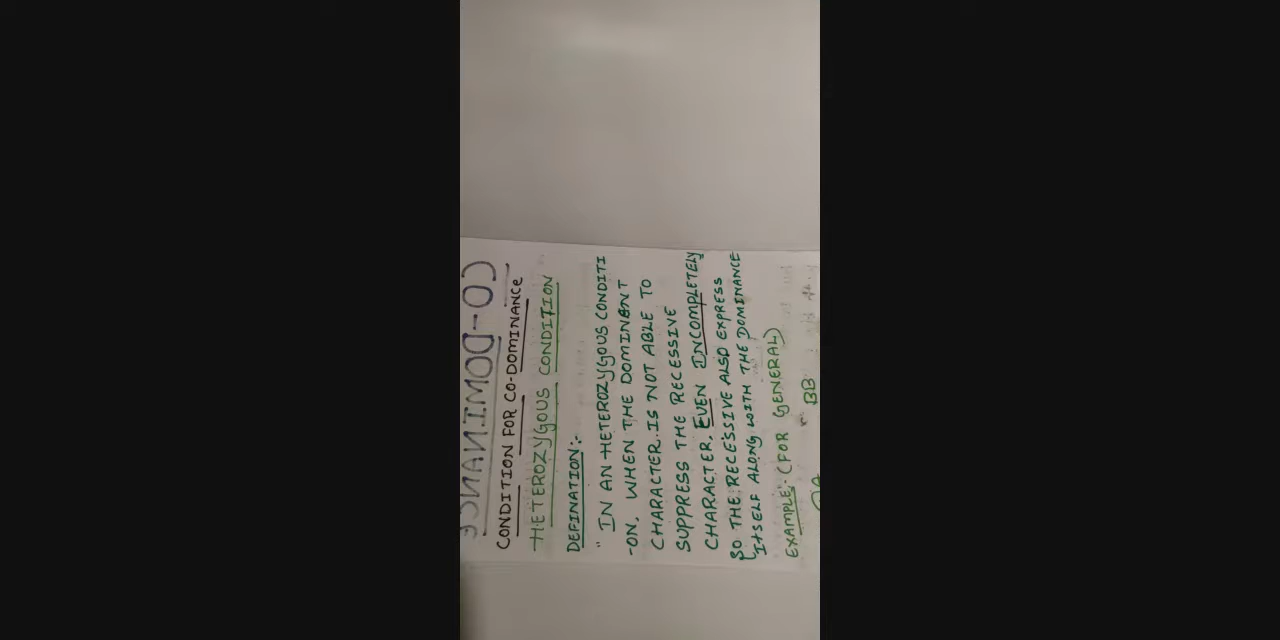 CO-DOMINANCE
CONDITION FOR CO-DOMINANCE
HETEROZYGOUS CONDITION
DEFINATION:-
" IN AN HETEROZYGOUS CONDITI
-ON. WHEN THE DOMINANT
CHARACTER IS NOT ABLE TO
SUPPRESS THE RECESSIVE
CHARACTER. EVEN INCOMPLETELY
SO THE RECESSIVE ALSO EXPRESS
ITSELF ALONG WITH THE DOMINANCE
EXAMPLE:- (FOR GENERAL)
BB